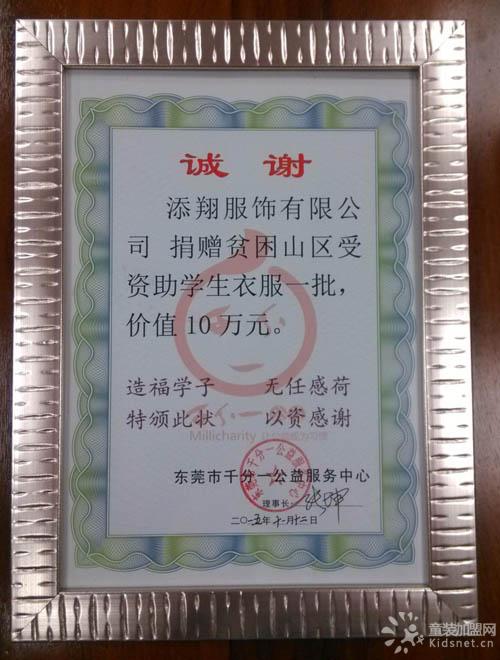 诚 谢
添翔服饰有限公
司 捐赠贫困山区受
资助学生衣服一批，
价值10万元。
造福学子 无任感荷
特颁此状 以资感谢
Millicharity
东莞市千分一公益服务中心
理事长:
二〇一五年十一月十二日
童装加盟网
Kidsnet.cn